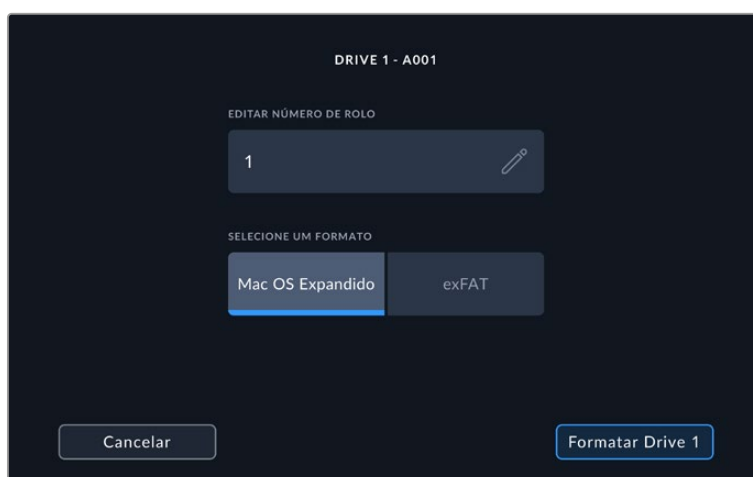 DRIVE 1 - A001
EDITAR NÚMERO DE ROLO
1
SELECIONE UM FORMATO
Mac OS Expandido
exFAT
Cancelar
Formatar Drive 1